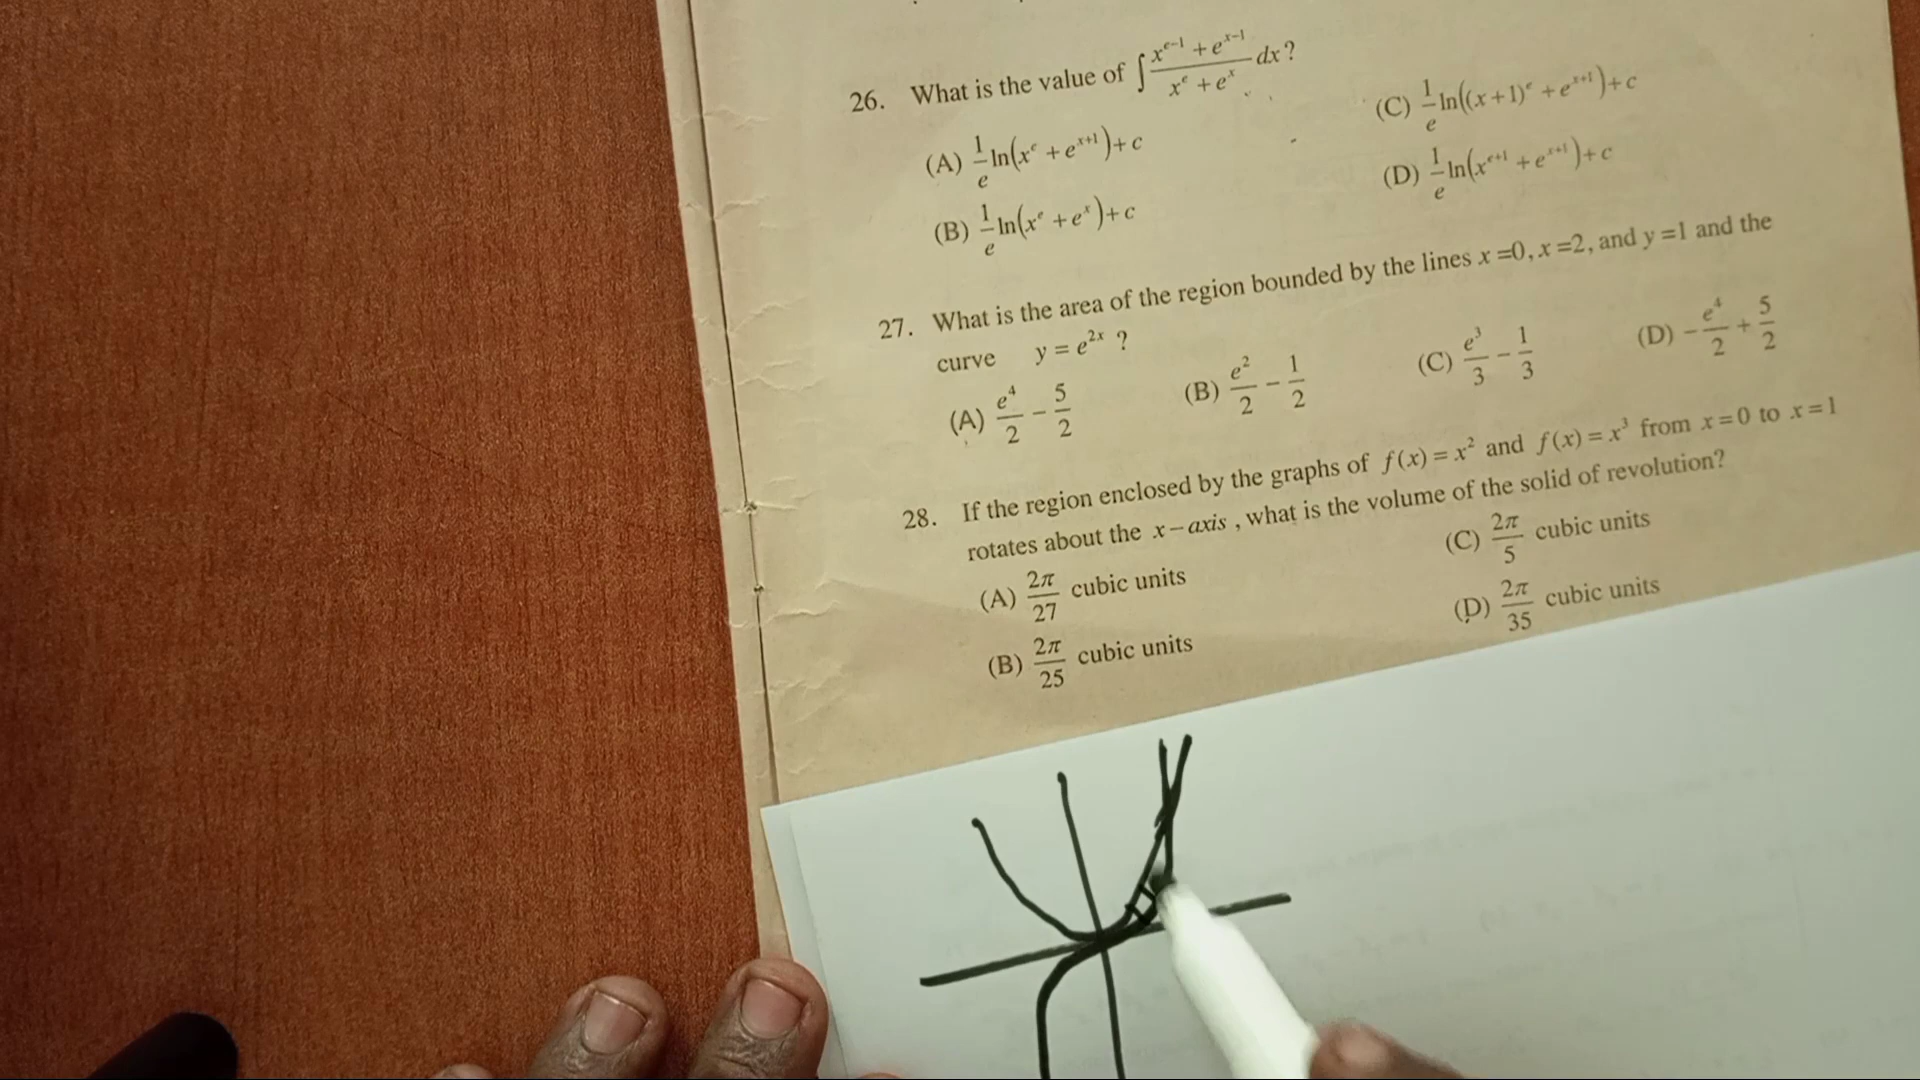 26. What is the value of ∫ (x^{e-1} + e^{x-1})/(x^e + e^x) dx?
(A) 1/e ln(x^e + e^{x+1}) + c
(B) 1/e ln(x^e + e^x) + c
(C) 1/e ln((x+1)^e + e^{x+1}) + c
(D) 1/e ln(x^{e+1} + e^{x+1}) + c
27. What is the area of the region bounded by the lines x =0, x =2, and y =1 and the
curve y = e^{2x} ?
(A) e^4/2 − 5/2 (B) e^2/2 − 1/2 (C) e^3/3 − 1/3 (D) −e^4/2 + 5/2
28. If the region enclosed by the graphs of f(x) = x^2 and f(x) = x^3 from x = 0 to x = 1
rotates about the x − axis , what is the volume of the solid of revolution?
(A) 2π/27 cubic units
(B) 2π/25 cubic units
(C) 2π/5 cubic units
(D) 2π/35 cubic units